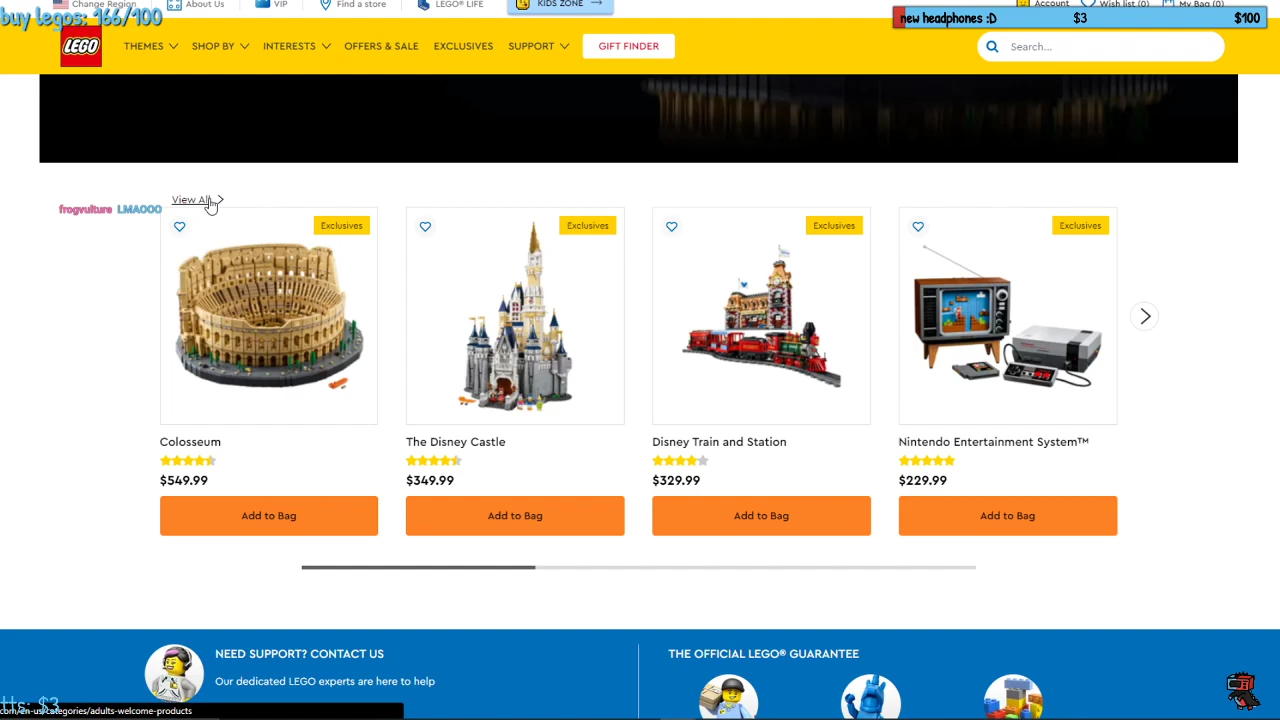 Change Region
About Us
VIP
Find a store
LEGO® LIFE
KIDS ZONE
Account
Wish list (0)
My Bag (0)
buy legos: 166/100
new headphones :D
$3
$100
LEGO
THEMES
SHOP BY
INTERESTS
OFFERS & SALE
EXCLUSIVES
SUPPORT
GIFT FINDER
Search...
View All
frogvulture LMAOOO
Exclusives
Exclusives
Exclusives
Exclusives
Colosseum
The Disney Castle
Disney Train and Station
Nintendo Entertainment System™
$549.99
$349.99
$329.99
$229.99
Add to Bag
Add to Bag
Add to Bag
Add to Bag
NEED SUPPORT? CONTACT US
THE OFFICIAL LEGO® GUARANTEE
Our dedicated LEGO experts are here to help
$3
com/en-us/categories/adults-welcome-products